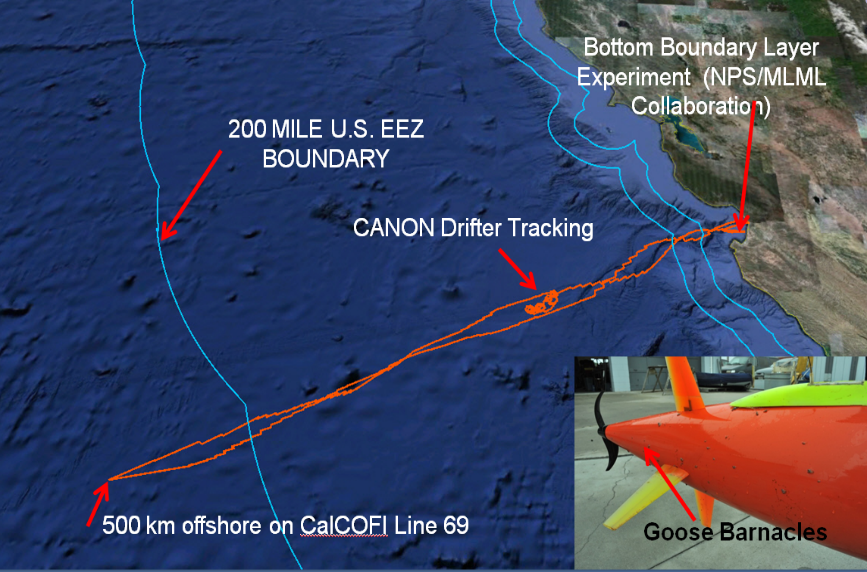 Bottom Boundary Layer
Experiment (NPS/MLML
Collaboration)
200 MILE U.S. EEZ
BOUNDARY
CANON Drifter Tracking
500 km offshore on CalCOFI Line 69
Goose Barnacles